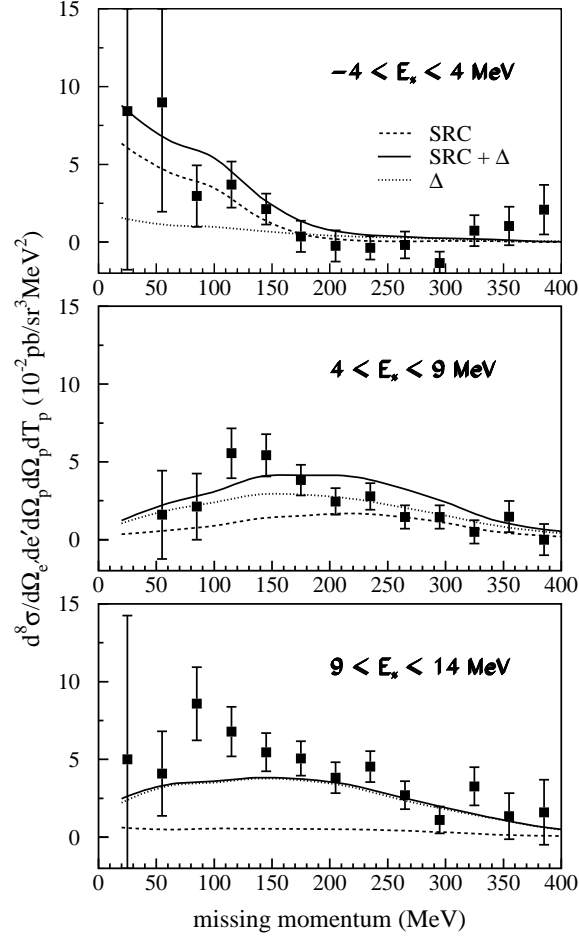 15
10
5
0
−4 < Eₓ < 4 MeV
SRC
SRC + Δ
Δ
0 50 100 150 200 250 300 350 400
15
10
5
0
4 < Eₓ < 9 MeV
0 50 100 150 200 250 300 350 400
15
10
5
0
9 < Eₓ < 14 MeV
0 50 100 150 200 250 300 350 400
missing momentum (MeV)
d⁸σ/dΩₑ′de′dΩₚdΩₚdTₚ (10⁻²pb/sr³MeV²)